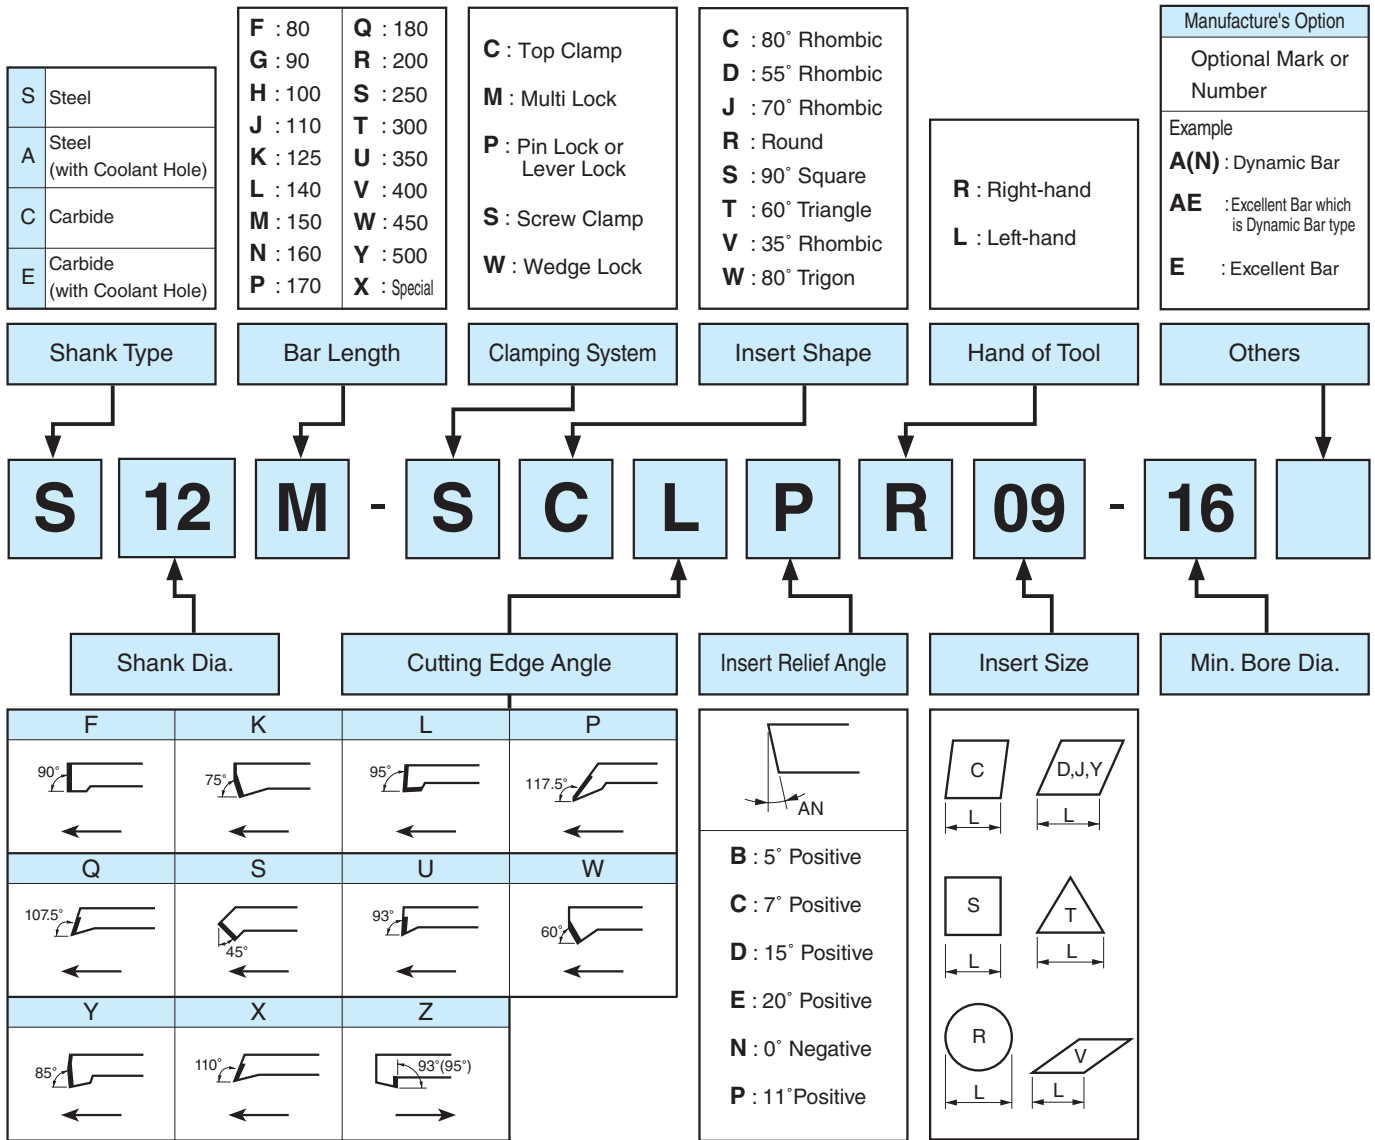 S Steel
A Steel
(with Coolant Hole)
C Carbide
E Carbide
(with Coolant Hole)
Shank Type
F : 80 Q : 180
G : 90 R : 200
H : 100 S : 250
J : 110 T : 300
K : 125 U : 350
L : 140 V : 400
M : 150 W : 450
N : 160 Y : 500
P : 170 X : Special
Bar Length
C : Top Clamp
M : Multi Lock
P : Pin Lock or
Lever Lock
S : Screw Clamp
W : Wedge Lock
Clamping System
C : 80° Rhombic
D : 55° Rhombic
J : 70° Rhombic
R : Round
S : 90° Square
T : 60° Triangle
V : 35° Rhombic
W : 80° Trigon
Insert Shape
R : Right-hand
L : Left-hand
Hand of Tool
Manufacture's Option
Optional Mark or
Number
Example
A(N) : Dynamic Bar
AE : Excellent Bar which
is Dynamic Bar type
E : Excellent Bar
Others
S 12 M - S C L P R 09 - 16
Shank Dia.
Cutting Edge Angle
Insert Relief Angle
Insert Size
Min. Bore Dia.
F K L P
90° 75° 95° 117.5°
Q S U W
107.5° 45° 93° 60°
Y X Z
85° 110° 93°(95°)
AN
B : 5° Positive
C : 7° Positive
D : 15° Positive
E : 20° Positive
N : 0° Negative
P : 11°Positive
C D,J,Y
L L
S T
L L
R V
L L